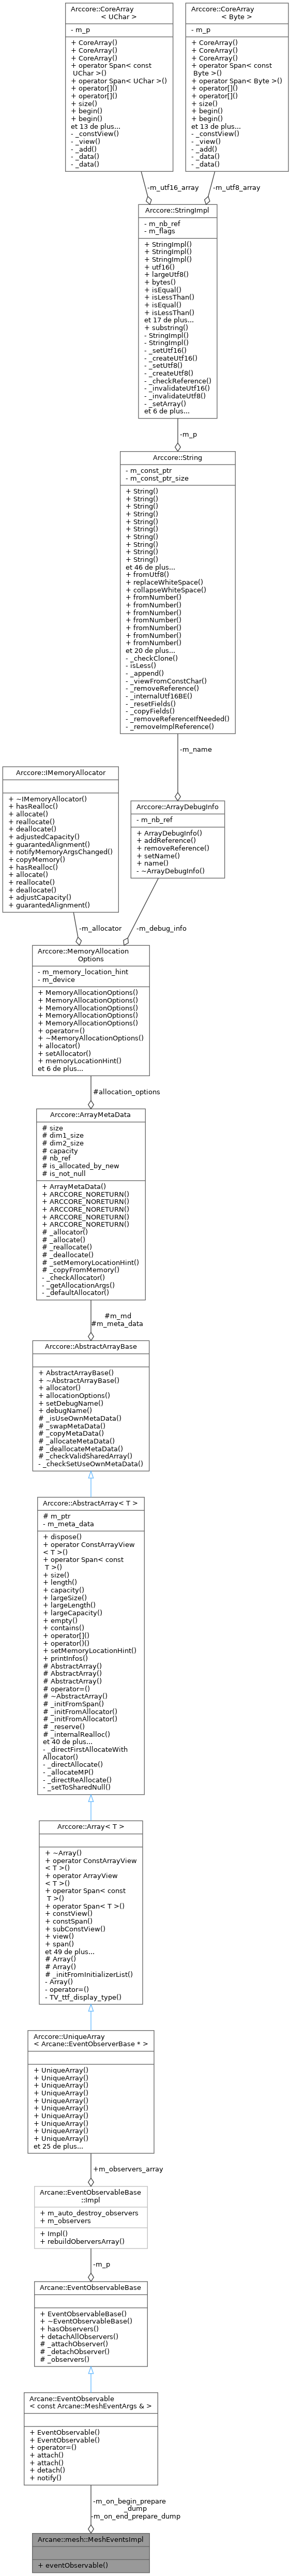 Arccore::CoreArray
< UChar >
- m_p
+ CoreArray()
+ CoreArray()
+ CoreArray()
+ operator Span< const
UChar >()
+ operator Span< UChar >()
+ operator[]()
+ operator[]()
+ size()
+ begin()
+ begin()
et 13 de plus...
- _constView()
- _view()
- _add()
- _data()
- _data()
Arccore::CoreArray
< Byte >
- m_p
+ CoreArray()
+ CoreArray()
+ CoreArray()
+ operator Span< const
Byte >()
+ operator Span< Byte >()
+ operator[]()
+ operator[]()
+ size()
+ begin()
+ begin()
et 13 de plus...
- _constView()
- _view()
- _add()
- _data()
- _data()
-m_utf16_array
-m_utf8_array
Arccore::StringImpl
- m_nb_ref
- m_flags
+ StringImpl()
+ StringImpl()
+ StringImpl()
+ utf16()
+ largeUtf8()
+ bytes()
+ isEqual()
+ isLessThan()
+ isEqual()
+ isLessThan()
et 17 de plus...
+ substring()
- StringImpl()
- StringImpl()
- _setUtf16()
- _createUtf16()
- _setUtf8()
- _createUtf8()
- _checkReference()
- _invalidateUtf16()
- _invalidateUtf8()
- _setArray()
et 6 de plus...
-m_p
Arccore::String
- m_const_ptr
- m_const_ptr_size
+ String()
+ String()
+ String()
+ String()
+ String()
+ String()
+ String()
+ String()
+ String()
+ String()
et 46 de plus...
+ fromUtf8()
+ replaceWhiteSpace()
+ collapseWhiteSpace()
+ fromNumber()
+ fromNumber()
+ fromNumber()
+ fromNumber()
+ fromNumber()
+ fromNumber()
+ fromNumber()
et 20 de plus...
- _checkClone()
- isLess()
- _append()
- _viewFromConstChar()
- _removeReference()
- _internalUtf16BE()
- _resetFields()
- _copyFields()
- _removeReferenceIfNeeded()
- _removeImplReference()
-m_name
Arccore::IMemoryAllocator
+ ~IMemoryAllocator()
+ hasRealloc()
+ allocate()
+ reallocate()
+ deallocate()
+ adjustedCapacity()
+ guarantedAlignment()
+ notifyMemoryArgsChanged()
+ copyMemory()
+ hasRealloc()
+ allocate()
+ reallocate()
+ deallocate()
+ adjustCapacity()
+ guarantedAlignment()
Arccore::ArrayDebugInfo
- m_nb_ref
+ ArrayDebugInfo()
+ addReference()
+ removeReference()
+ setName()
+ name()
- ~ArrayDebugInfo()
-m_allocator
-m_debug_info
Arccore::MemoryAllocation
Options
- m_memory_location_hint
- m_device
+ MemoryAllocationOptions()
+ MemoryAllocationOptions()
+ MemoryAllocationOptions()
+ MemoryAllocationOptions()
+ MemoryAllocationOptions()
+ operator=()
+ ~MemoryAllocationOptions()
+ allocator()
+ setAllocator()
+ memoryLocationHint()
et 6 de plus...
#allocation_options
Arccore::ArrayMetaData
# size
# dim1_size
# dim2_size
# capacity
# nb_ref
# is_allocated_by_new
# is_not_null
+ ArrayMetaData()
+ ARCCORE_NORETURN()
+ ARCCORE_NORETURN()
+ ARCCORE_NORETURN()
+ ARCCORE_NORETURN()
+ ARCCORE_NORETURN()
# _allocator()
# _allocate()
# _reallocate()
# _deallocate()
# _setMemoryLocationHint()
# _copyFromMemory()
- _checkAllocator()
- _getAllocationArgs()
- _defaultAllocator()
#m_md
#m_meta_data
Arccore::AbstractArrayBase
+ AbstractArrayBase()
+ ~AbstractArrayBase()
+ allocator()
+ allocationOptions()
+ setDebugName()
+ debugName()
# _isUseOwnMetaData()
# _swapMetaData()
# _copyMetaData()
# _allocateMetaData()
# _deallocateMetaData()
# _checkValidSharedArray()
- _checkSetUseOwnMetaData()
Arccore::AbstractArray< T >
# m_ptr
- m_meta_data
+ dispose()
+ operator ConstArrayView
< T >()
+ operator Span< const
T >()
+ size()
+ length()
+ capacity()
+ largeSize()
+ largeLength()
+ largeCapacity()
+ empty()
+ contains()
+ operator[]()
+ operator()()
+ setMemoryLocationHint()
+ printInfos()
# AbstractArray()
# AbstractArray()
# AbstractArray()
# operator=()
# ~AbstractArray()
# _initFromSpan()
# _initFromAllocator()
# _initFromAllocator()
# _reserve()
# _internalRealloc()
et 40 de plus...
- _directFirstAllocateWith
Allocator()
- _directAllocate()
- _allocateMP()
- _directReAllocate()
- _setToSharedNull()
Arccore::Array< T >
+ ~Array()
+ operator ConstArrayView
< T >()
+ operator ArrayView
< T >()
+ operator Span< const
T >()
+ operator Span< T >()
+ constView()
+ constSpan()
+ subConstView()
+ view()
+ span()
et 49 de plus...
# Array()
# Array()
# _initFromInitializerList()
- Array()
- operator=()
- TV_ttf_display_type()
Arccore::UniqueArray
< Arcane::EventObserverBase * >
+ UniqueArray()
+ UniqueArray()
+ UniqueArray()
+ UniqueArray()
+ UniqueArray()
+ UniqueArray()
+ UniqueArray()
+ UniqueArray()
+ UniqueArray()
+ UniqueArray()
et 25 de plus...
+m_observers_array
Arcane::EventObservableBase
::Impl
+ m_auto_destroy_observers
+ m_observers
+ Impl()
+ rebuildOberversArray()
-m_p
Arcane::EventObservableBase
+ EventObservableBase()
+ ~EventObservableBase()
+ hasObservers()
+ detachAllObservers()
# _attachObserver()
# _detachObserver()
# _observers()
Arcane::EventObservable
< const Arcane::MeshEventArgs & >
+ EventObservable()
+ EventObservable()
+ operator=()
+ attach()
+ attach()
+ detach()
+ notify()
-m_on_begin_prepare
_dump
-m_on_end_prepare_dump
Arcane::mesh::MeshEventsImpl
+ eventObservable()